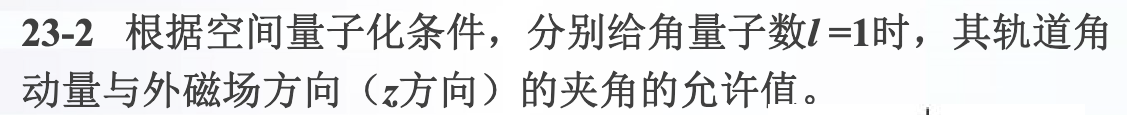 23-2 根据空间量子化条件，分别给角量子数l =1时，其轨道角
动量与外磁场方向（z方向）的夹角的允许值。